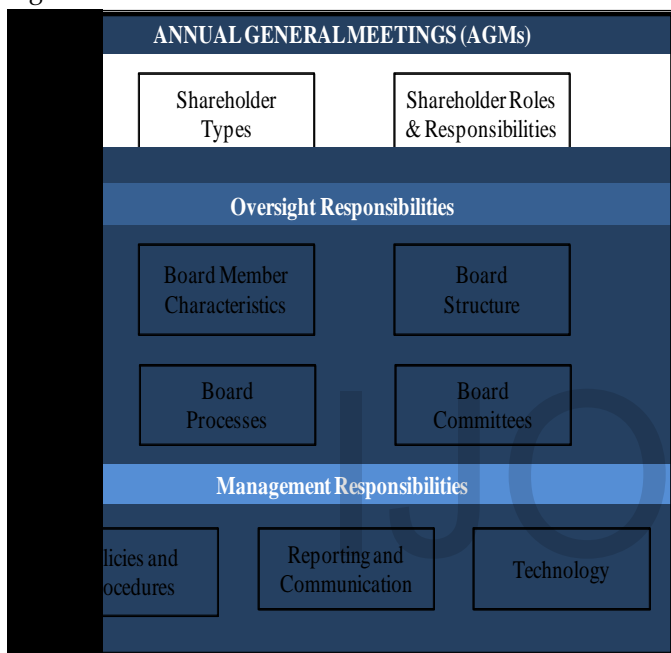 ANNUAL GENERAL MEETINGS (AGMs)
Shareholder
Types
Shareholder Roles
& Responsibilities
Oversight Responsibilities
Board Member
Characteristics
Board
Structure
Board
Processes
Board
Committees
Management Responsibilities
licies and
ocedures
Reporting and
Communication
Technology
IJO